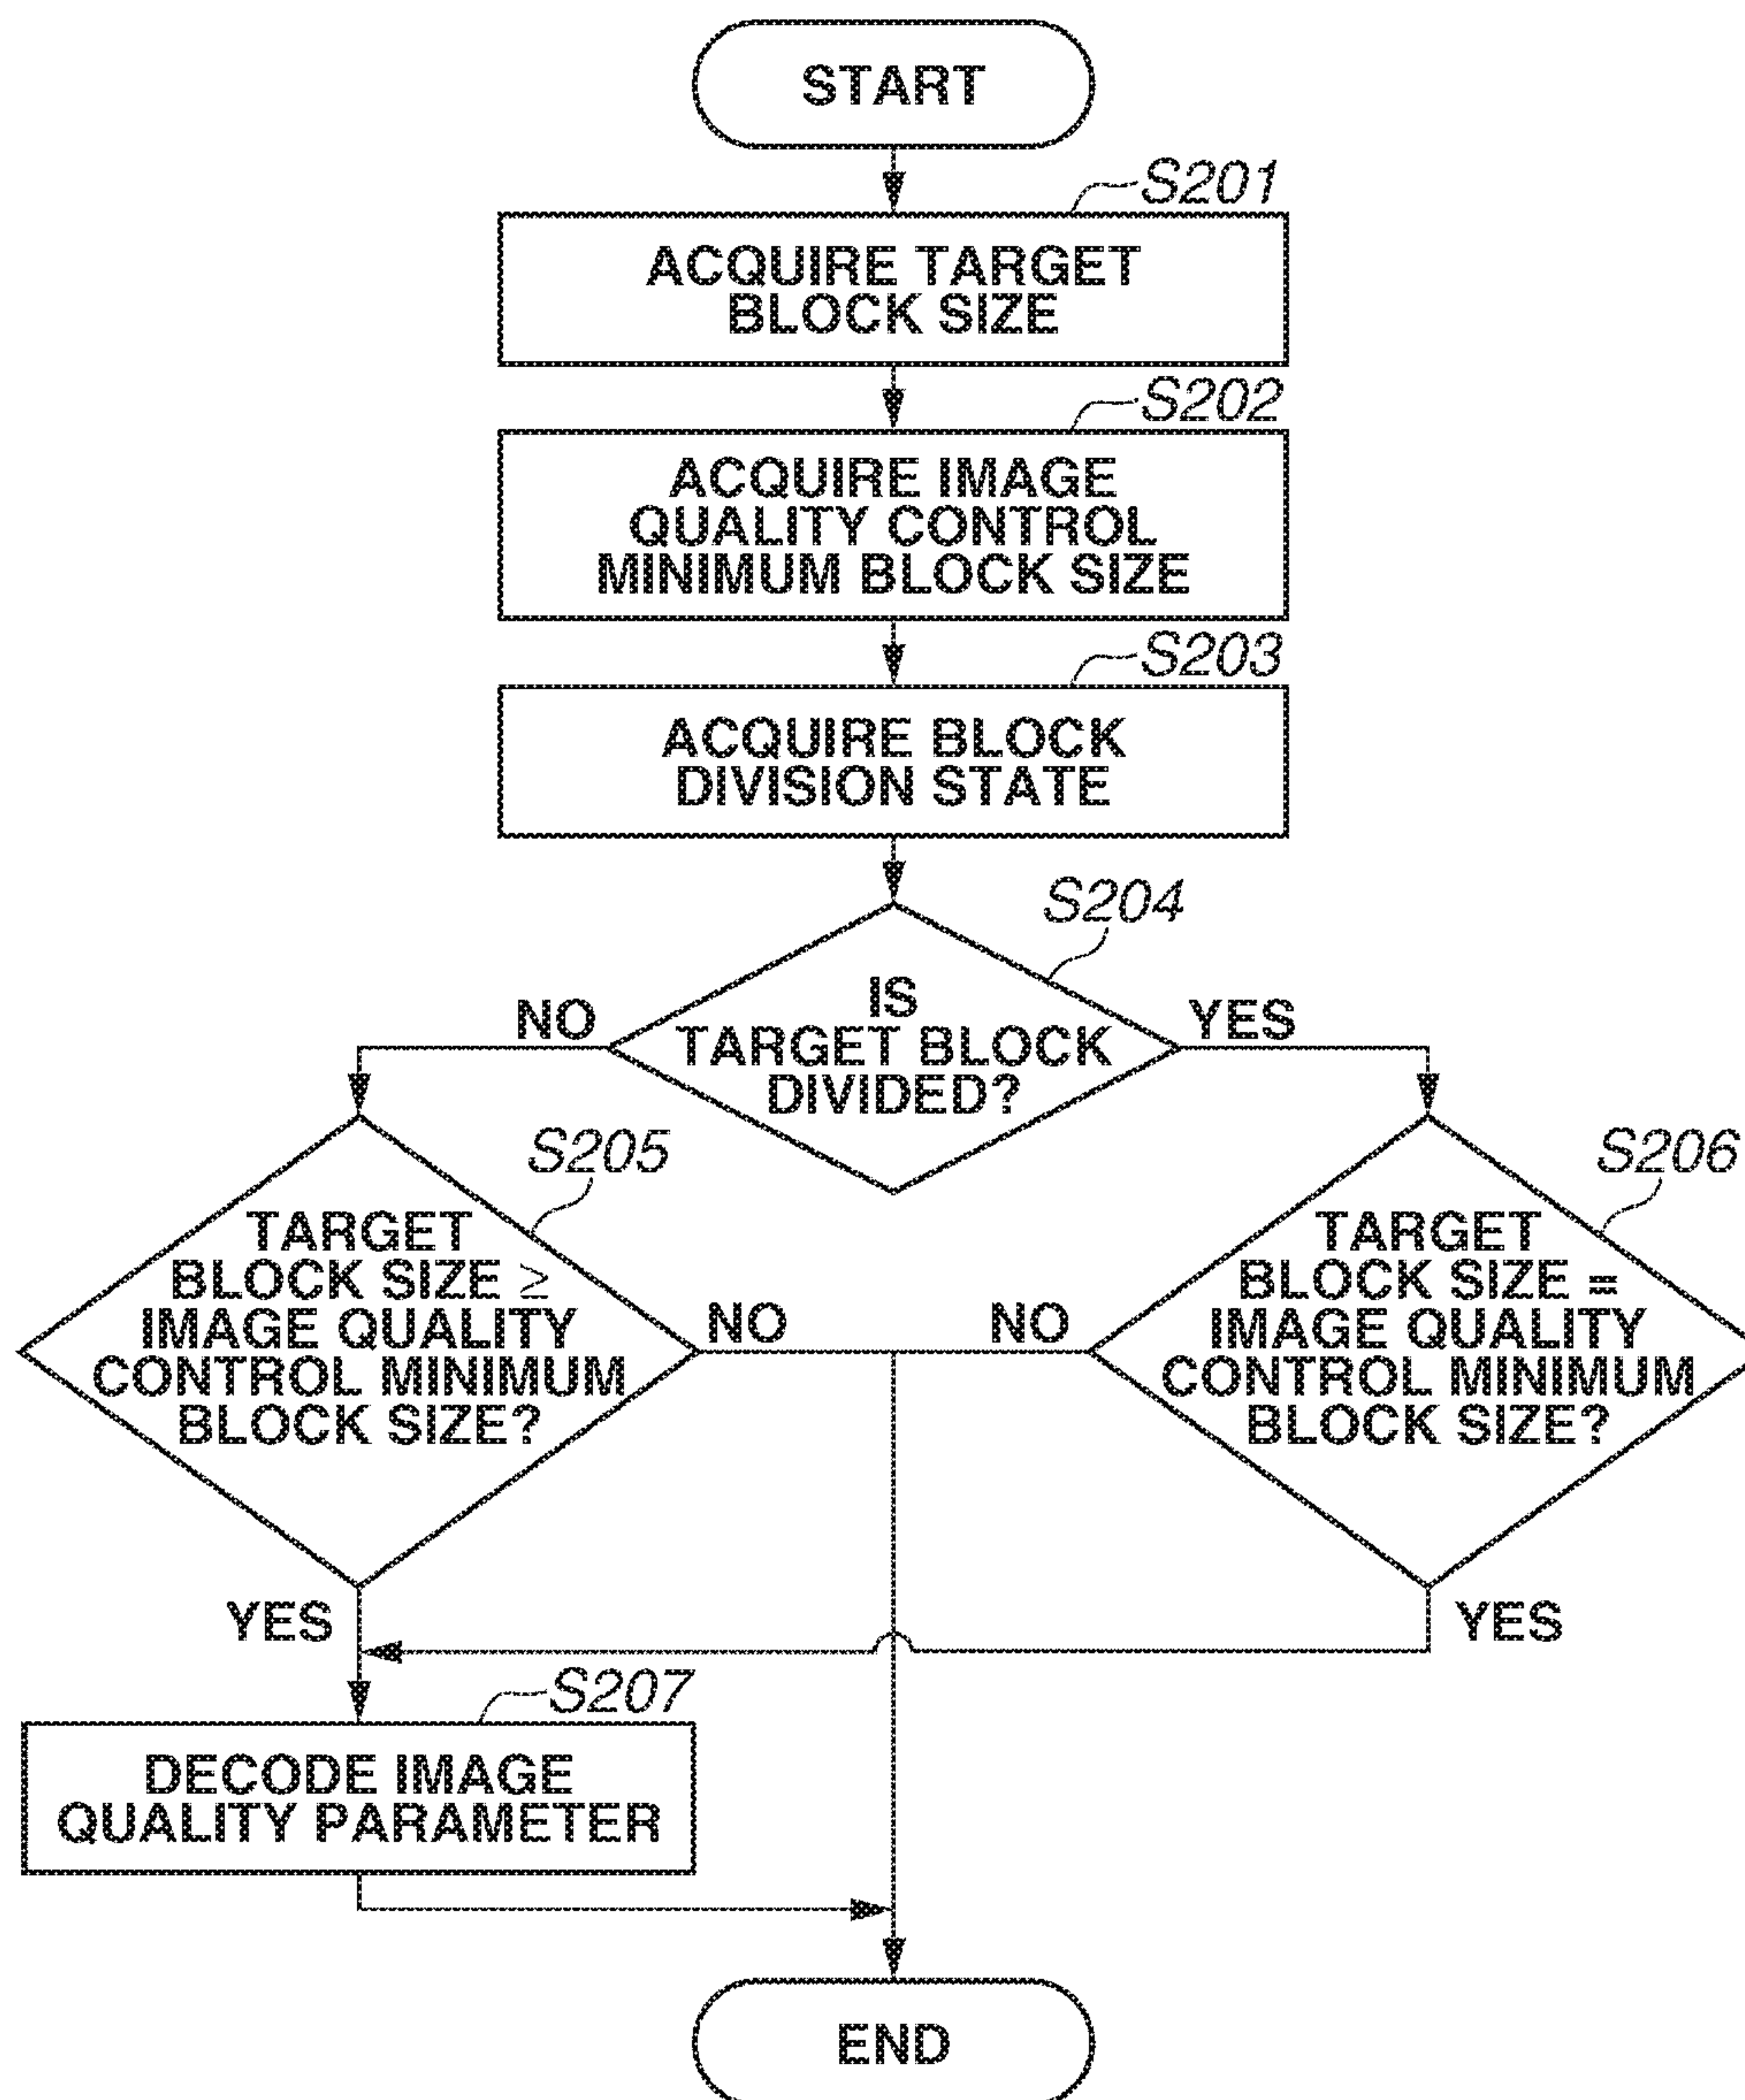 START
S201
ACQUIRE TARGET
BLOCK SIZE
S202
ACQUIRE IMAGE
QUALITY CONTROL
MINIMUM BLOCK SIZE
S203
ACQUIRE BLOCK
DIVISION STATE
S204
IS
TARGET BLOCK
DIVIDED?
NO
YES
S205
TARGET
BLOCK SIZE ≥
IMAGE QUALITY
CONTROL MINIMUM
BLOCK SIZE?
NO
YES
S206
TARGET
BLOCK SIZE =
IMAGE QUALITY
CONTROL MINIMUM
BLOCK SIZE?
NO
YES
S207
DECODE IMAGE
QUALITY PARAMETER
END